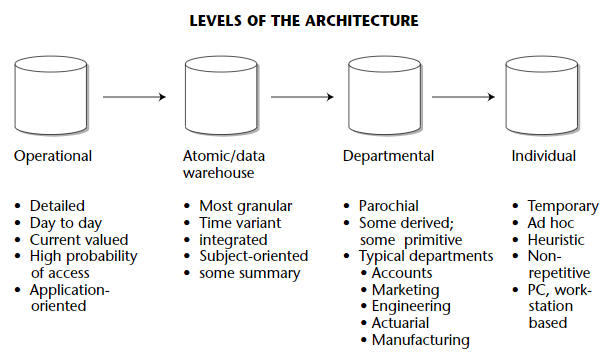 LEVELS OF THE ARCHITECTURE
Operational
• Detailed
• Day to day
• Current valued
• High probability
of access
• Application-
oriented
Atomic/data
warehouse
• Most granular
• Time variant
• integrated
• Subject-oriented
• some summary
Departmental
• Parochial
• Some derived;
some primitive
• Typical departments
• Accounts
• Marketing
• Engineering
• Actuarial
• Manufacturing
Individual
• Temporary
• Ad hoc
• Heuristic
• Non-
repetitive
• PC, work-
station
based